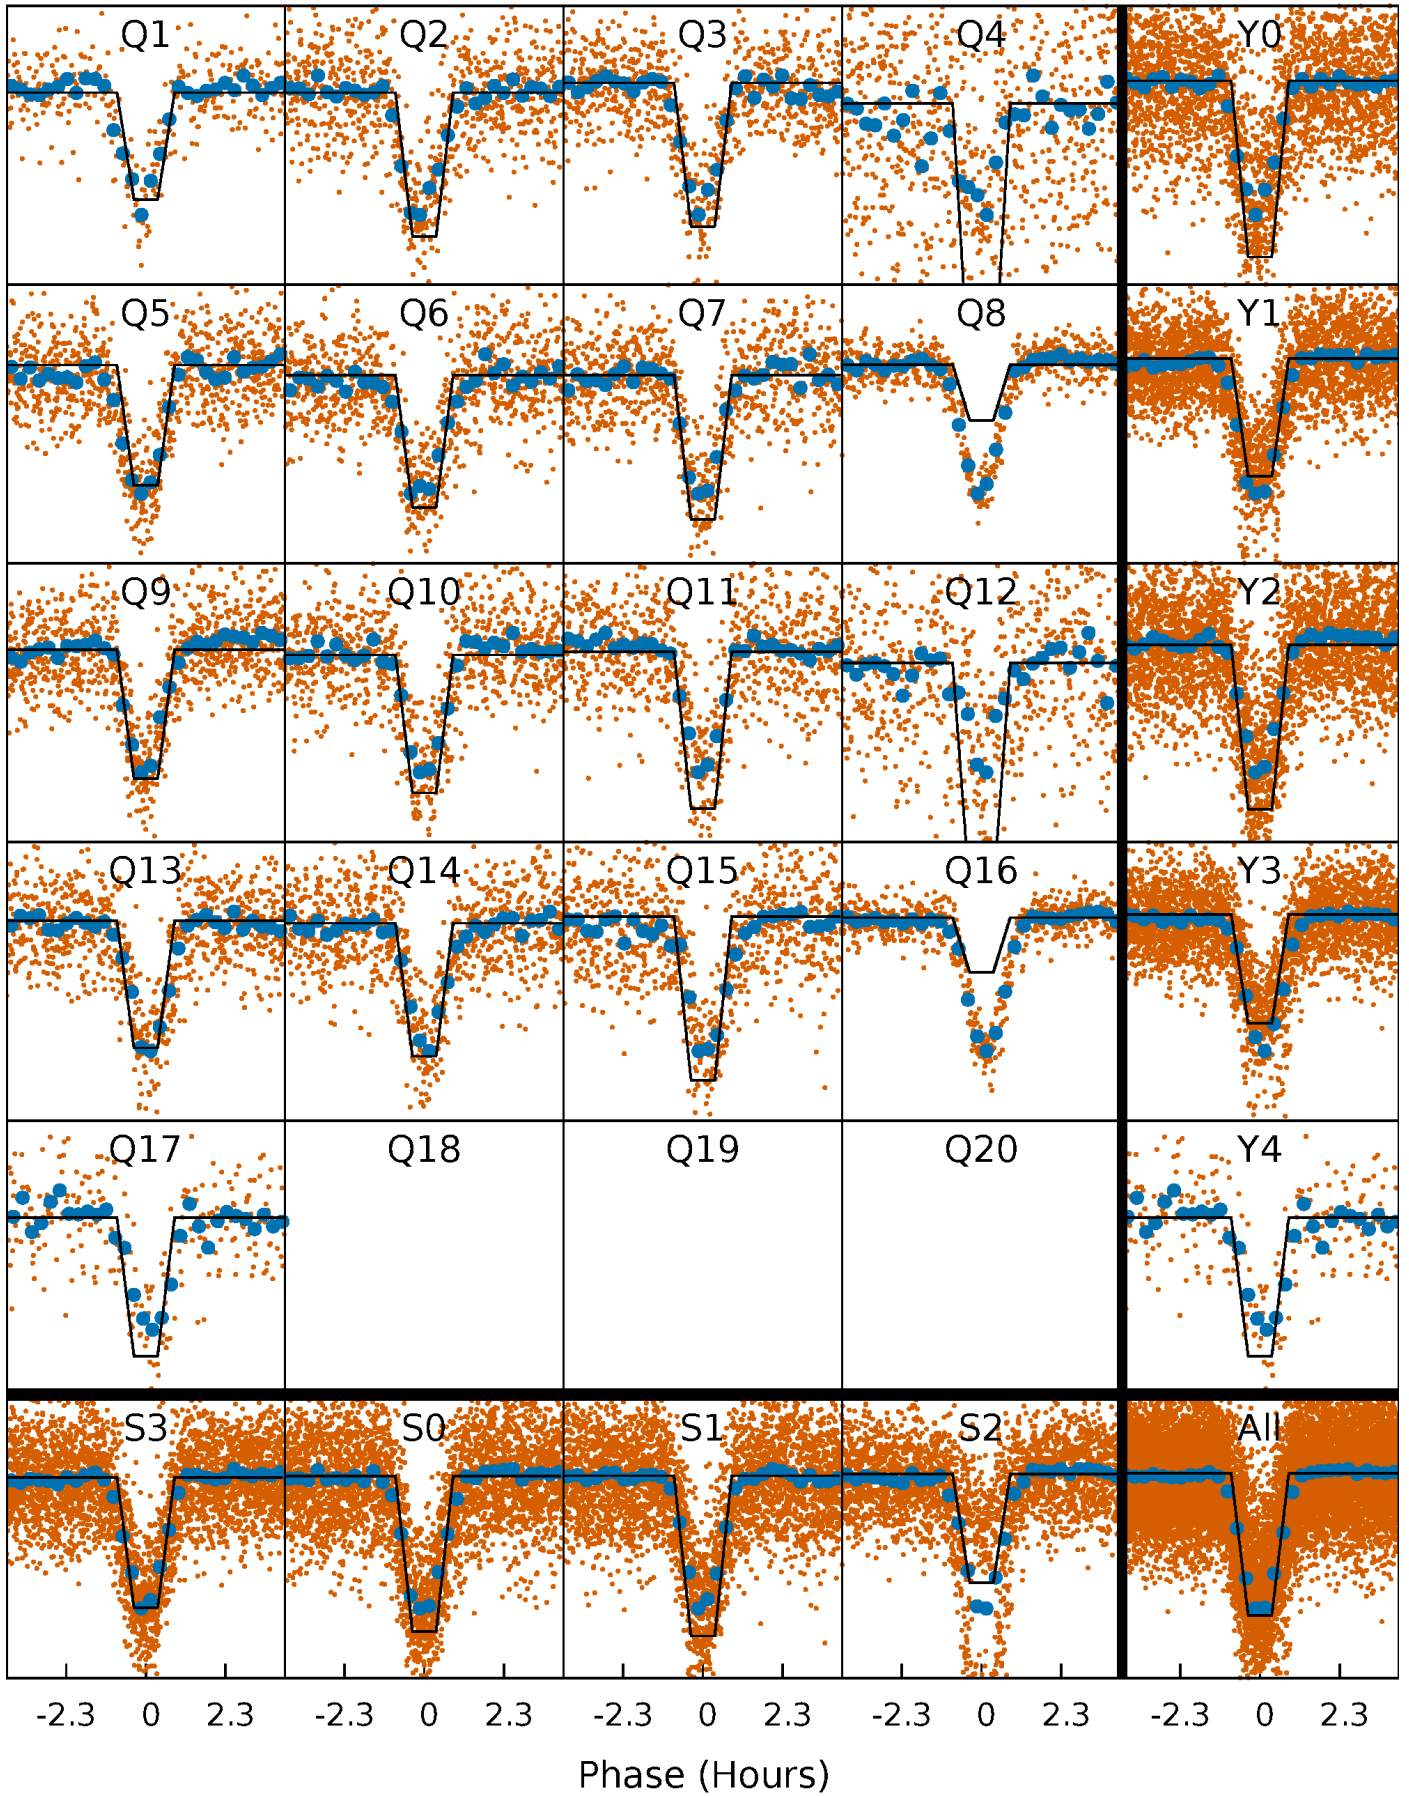 Q1 Q2 Q3 Q4 Y0
Q5 Q6 Q7 Q8 Y1
Q9 Q10 Q11 Q12 Y2
Q13 Q14 Q15 Q16 Y3
Q17 Q18 Q19 Q20 Y4
S3 S0 S1 S2 All
-2.3 0 2.3 -2.3 0 2.3 -2.3 0 2.3 -2.3 0 2.3 -2.3 0 2.3
Phase (Hours)